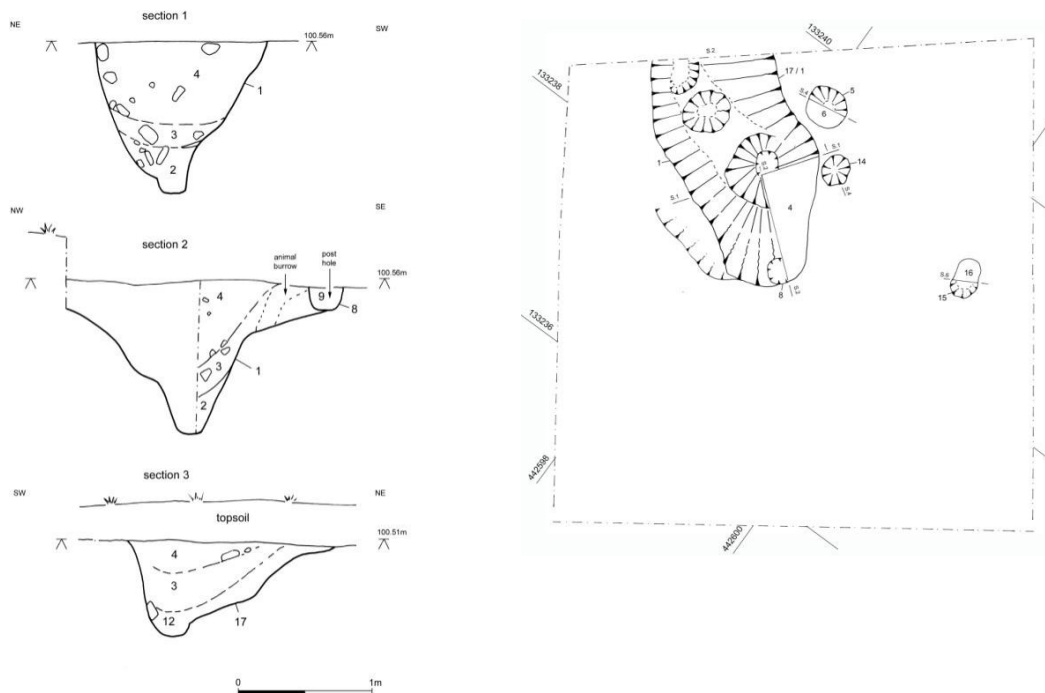 section 1
NE
SW
100.56m
4
1
3
2
NW
SE
section 2
animal
burrow
post
hole
100.56m
4
9
8
3
1
2
section 3
SW
NE
topsoil
100.51m
4
3
12
17
0
1m
133240
S.2
133238
17 / 1
5
S.4
6
1
S.1
14
S.3
S.4
4
S.1
8
S.3
S.6
16
15
133236
442598
442600